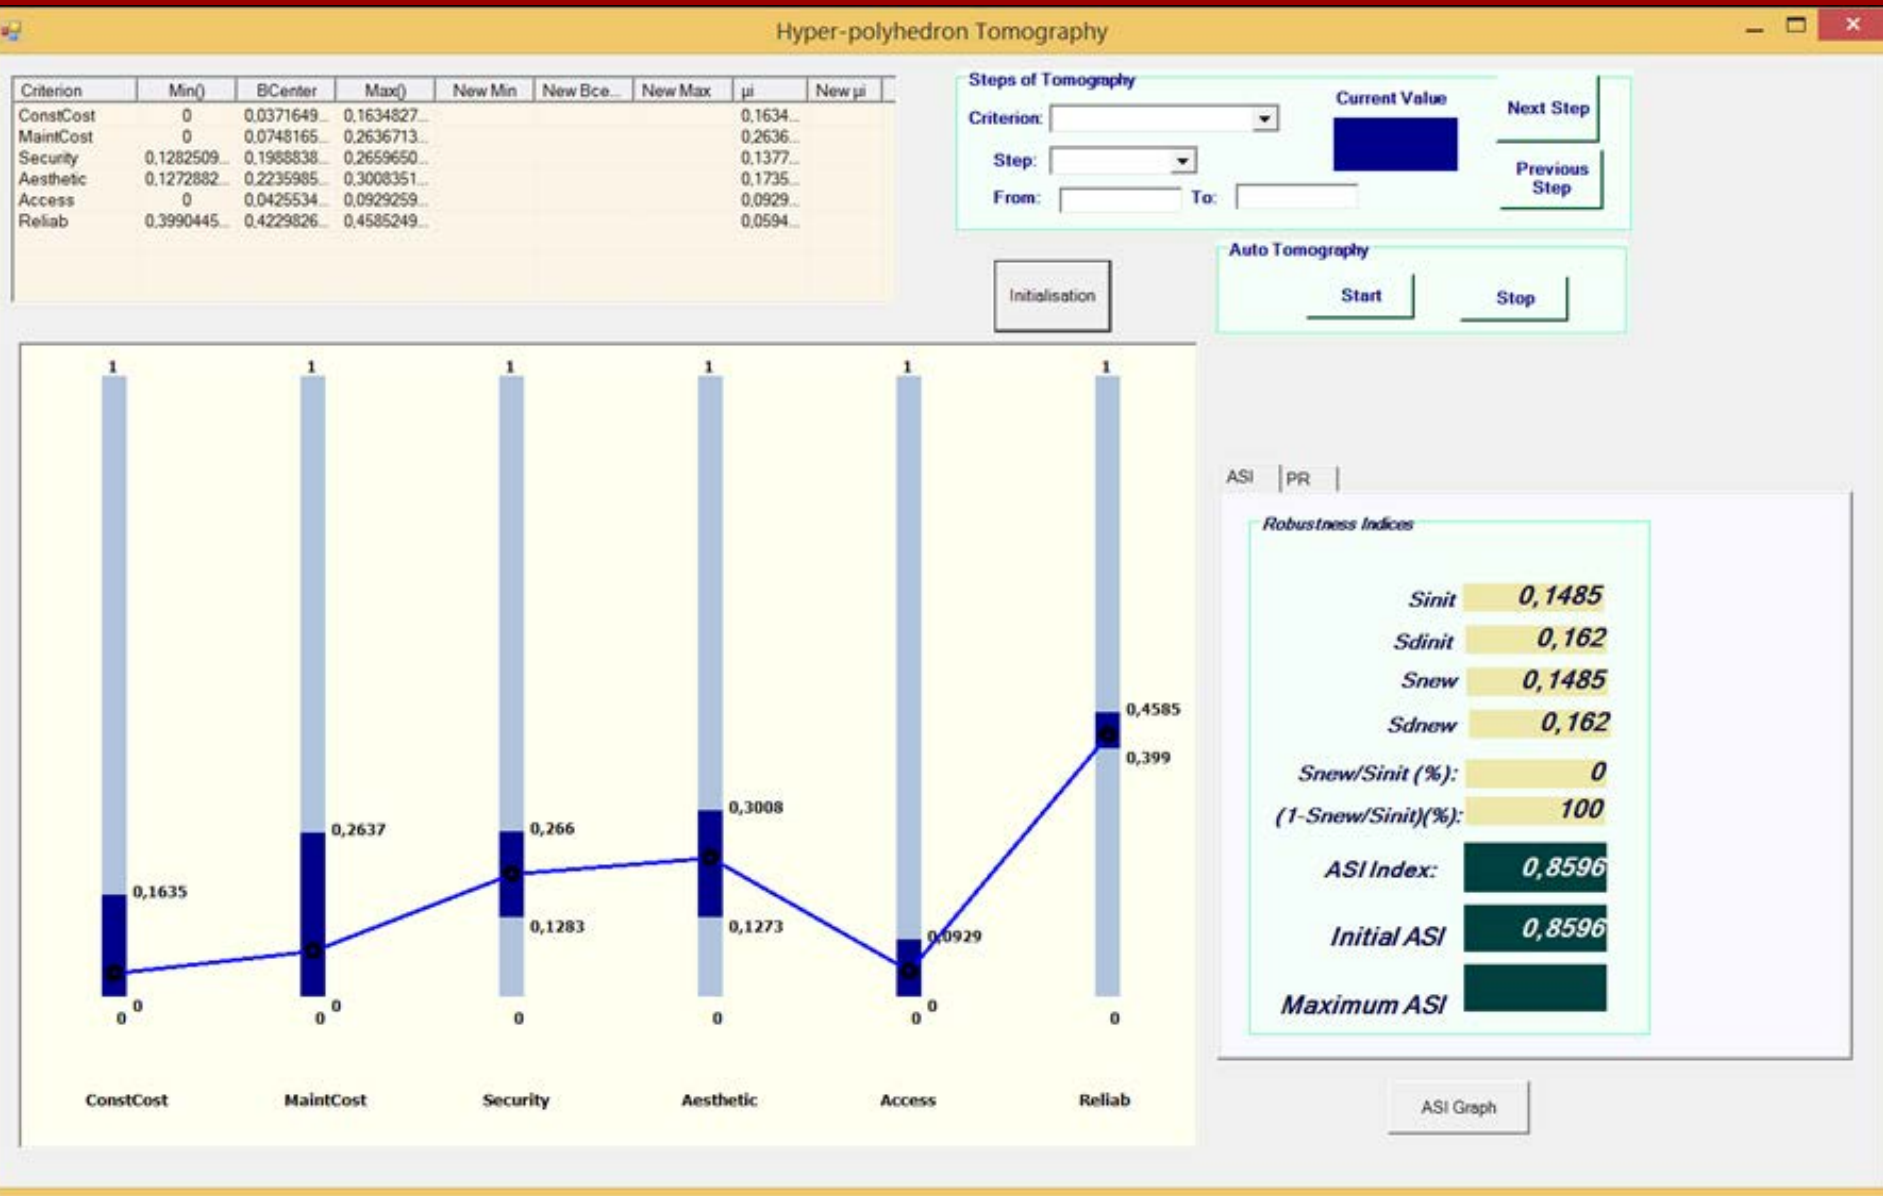 Hyper-polyhedron Tomography
Criterion Min() BCenter Max() New Min New Bce... New Max µi New µi
ConstCost 0 0,0371649... 0,1634827... 0,1634...
MaintCost 0 0,0748165... 0,2636713... 0,2636...
Security 0,1282509... 0,1988838... 0,2659650... 0,1377...
Aesthetic 0,1272882... 0,2235985... 0,3008351... 0,1735...
Access 0 0,0425534... 0,0929259... 0,0929...
Reliab 0,3990445... 0,4229826... 0,4585249... 0,0594...
Steps of Tomography
Criterion:
Current Value
Next Step
Step:
Previous
Step
From: To:
Initialisation
Auto Tomography
Start Stop
1 1 1 1 1 1
0,4585
0,399
0,3008
0,2637 0,266
0,1635
0,1283 0,1273
0,0929
0 0 0
0 0 0 0 0 0
ConstCost MaintCost Security Aesthetic Access Reliab
ASI PR
Robustness Indices
Sinit 0,1485
Sdinit 0,162
Snew 0,1485
Sdnew 0,162
Snew/Sinit (%): 0
(1-Snew/Sinit)(%): 100
ASI Index: 0,8596
Initial ASI 0,8596
Maximum ASI
ASI Graph